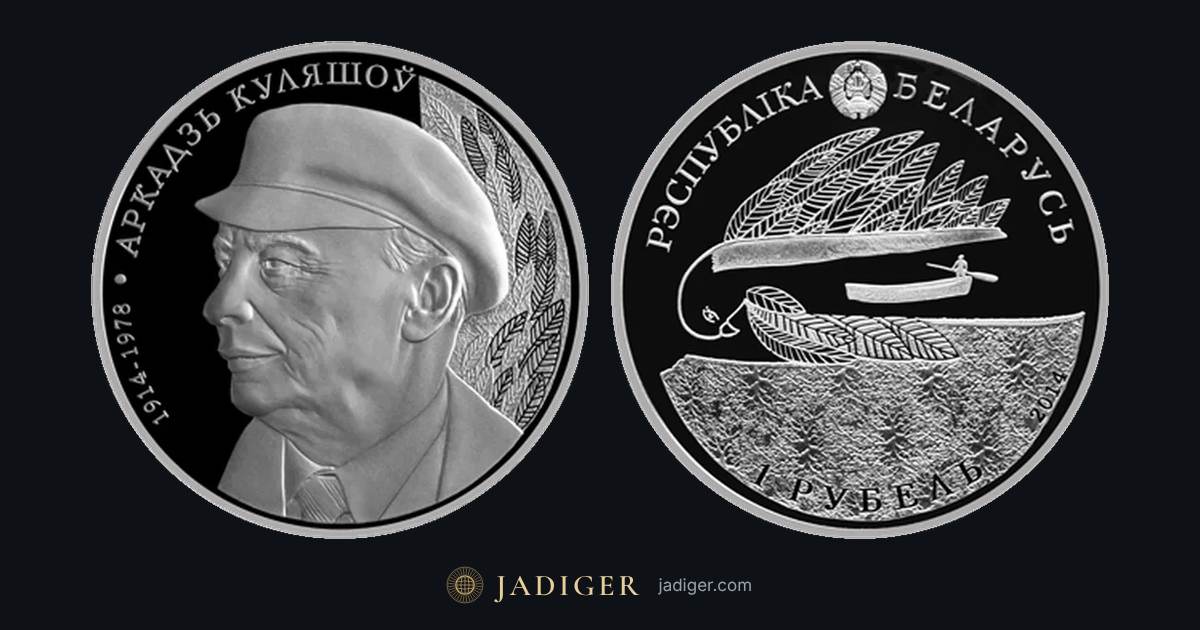 АРКАДЗЬ КУЛЯШОЎ
1914-1978
РЭСПУБЛІКА БЕЛАРУСЬ
2014
1 РУБЕЛЬ
JADIGER jadiger.com